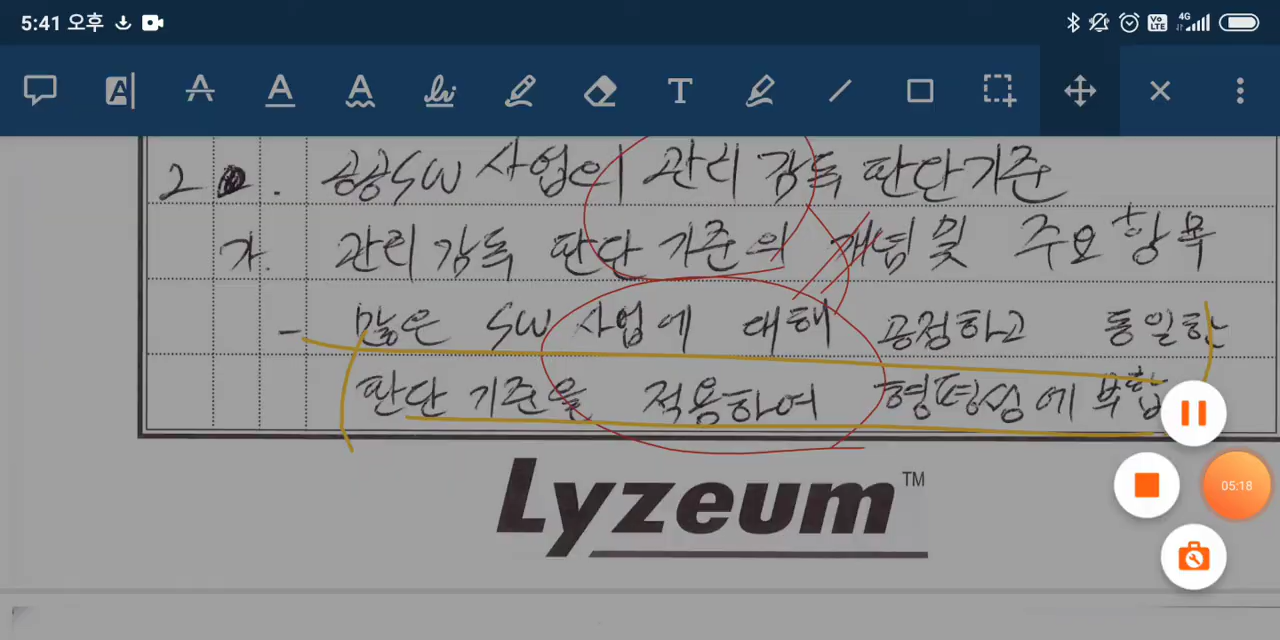 5:41 오후 4G Vo LTE
A A A A T
2 . 공공SW 사업의 관리 감독 판단기준
가. 관리 감독 판단 기준의 개념 및 주요 항목
- 많은 SW 사업에 대해 공정하고 동일한
판단 기준을 적용하여 형평성에 부합
05:18
Lyzeum™